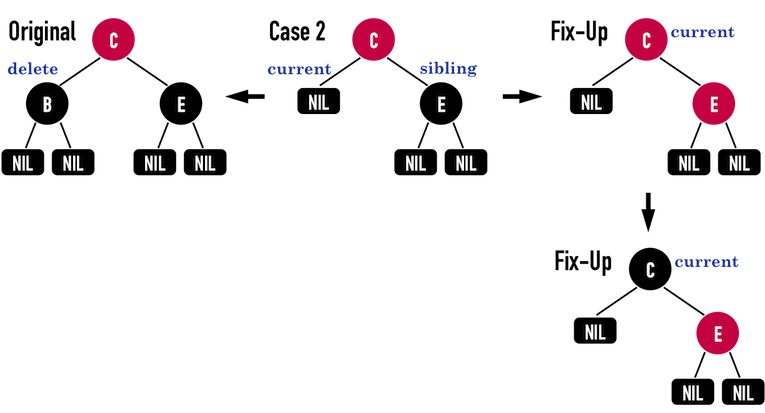 Original
C
Case 2
C
Fix-Up
C
current
delete
current
sibling
B
E
NIL
E
NIL
E
NIL
NIL
NIL
NIL
NIL
NIL
NIL
NIL
Fix-Up
C
current
NIL
E
NIL
NIL